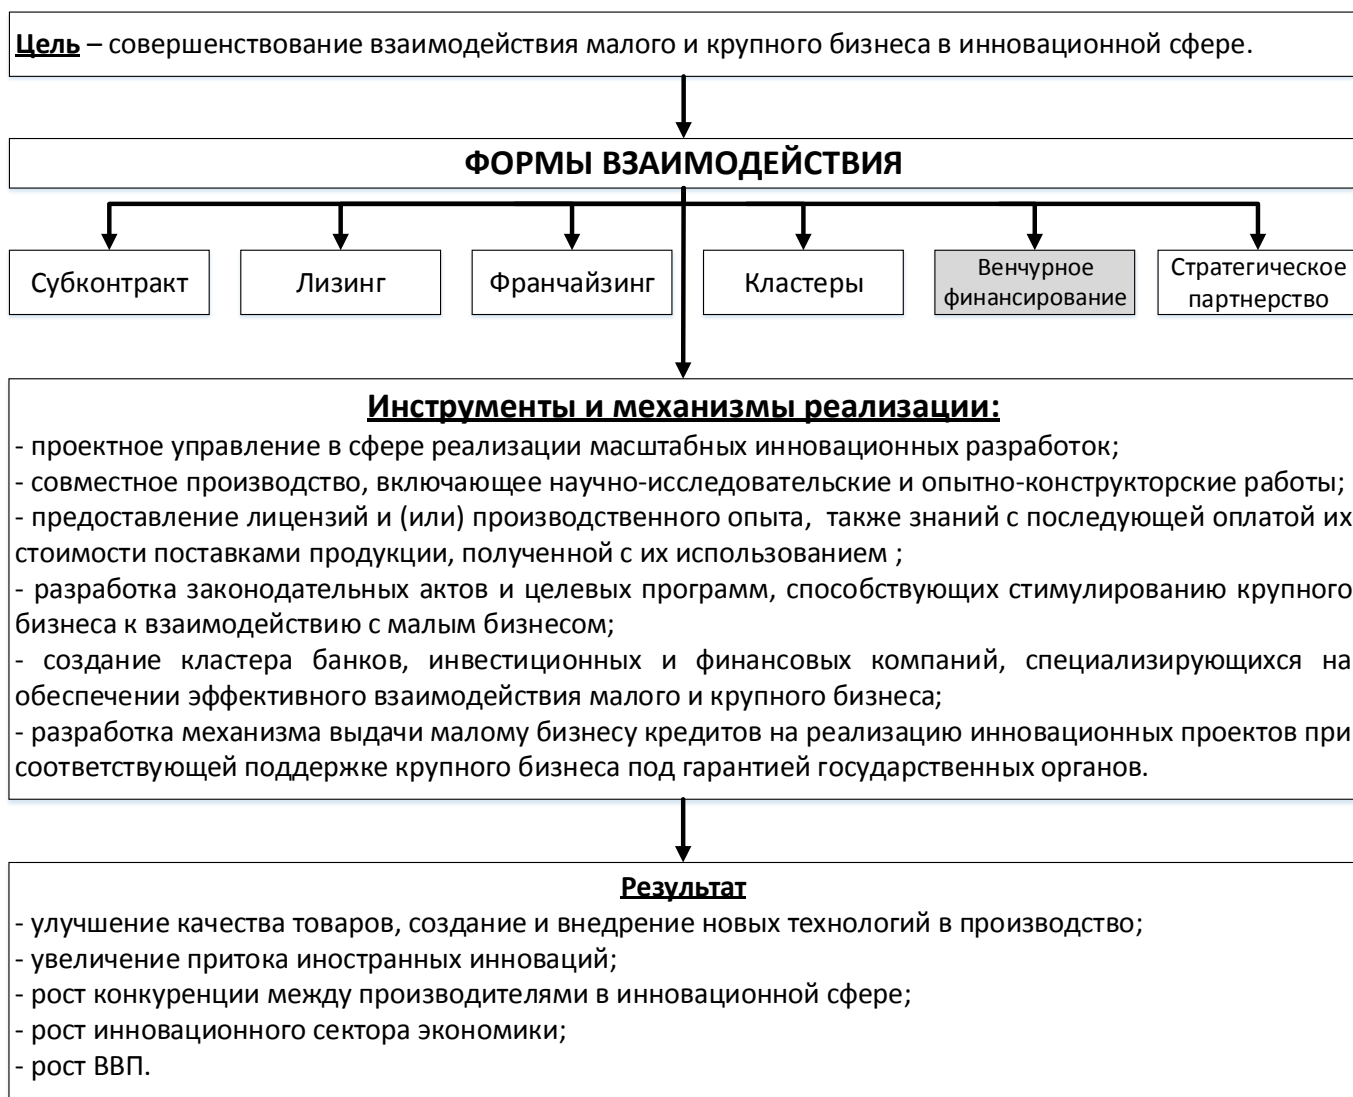 Цель – совершенствование взаимодействия малого и крупного бизнеса в инновационной сфере.
ФОРМЫ ВЗАИМОДЕЙСТВИЯ
Субконтракт
Лизинг
Франчайзинг
Кластеры
Венчурное
финансирование
Стратегическое
партнерство
Инструменты и механизмы реализации:
- проектное управление в сфере реализации масштабных инновационных разработок;
- совместное производство, включающее научно-исследовательские и опытно-конструкторские работы;
- предоставление лицензий и (или) производственного опыта, также знаний с последующей оплатой их
стоимости поставками продукции, полученной с их использованием ;
- разработка законодательных актов и целевых программ, способствующих стимулированию крупного
бизнеса к взаимодействию с малым бизнесом;
- создание кластера банков, инвестиционных и финансовых компаний, специализирующихся на
обеспечении эффективного взаимодействия малого и крупного бизнеса;
- разработка механизма выдачи малому бизнесу кредитов на реализацию инновационных проектов при
соответствующей поддержке крупного бизнеса под гарантией государственных органов.
Результат
- улучшение качества товаров, создание и внедрение новых технологий в производство;
- увеличение притока иностранных инноваций;
- рост конкуренции между производителями в инновационной сфере;
- рост инновационного сектора экономики;
- рост ВВП.